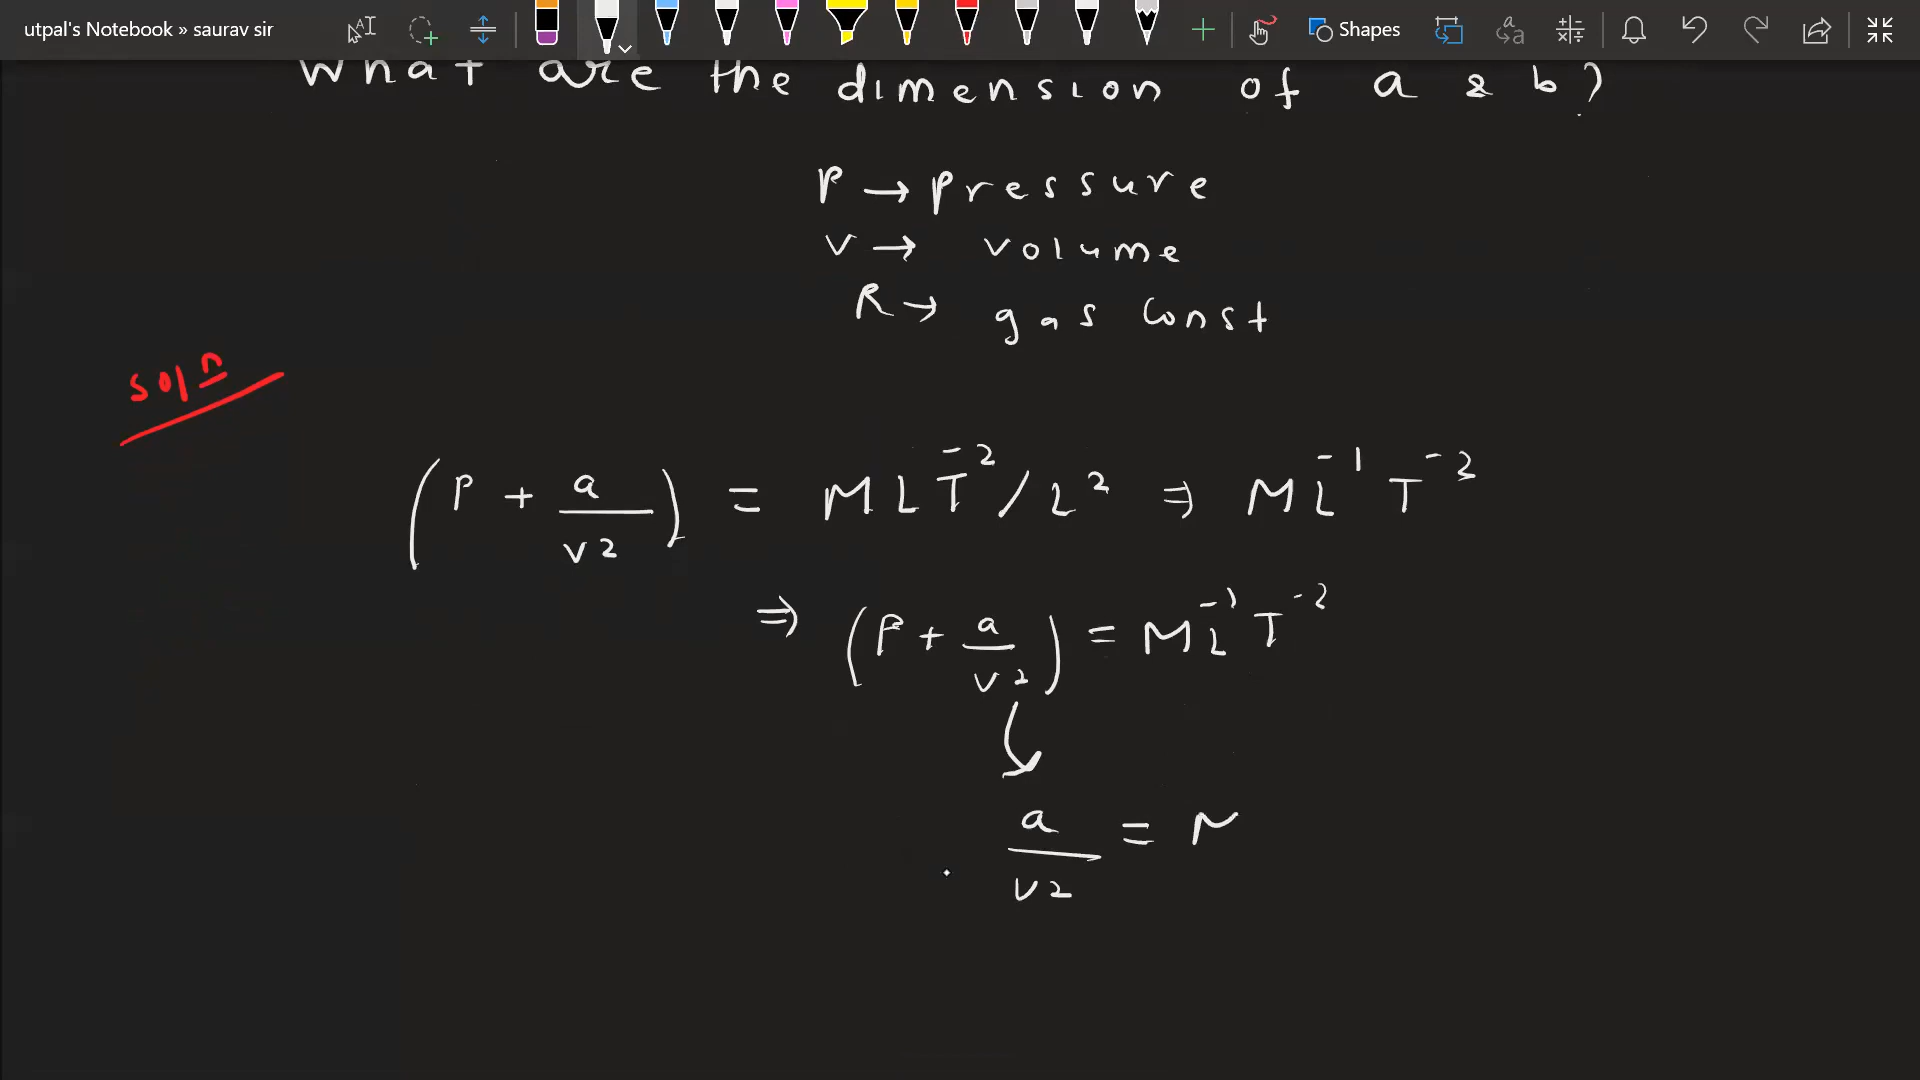 utpal's Notebook » saurav sir
Shapes
What are the dimension of a & b?
P → pressure
V → volume
R → gas const
soln
(P + a/v2) = MLT^-2/L^2 ⇒ ML^-1T^-2
⇒ (P + a/v2) = ML^-1T^-2
a/v2 = M